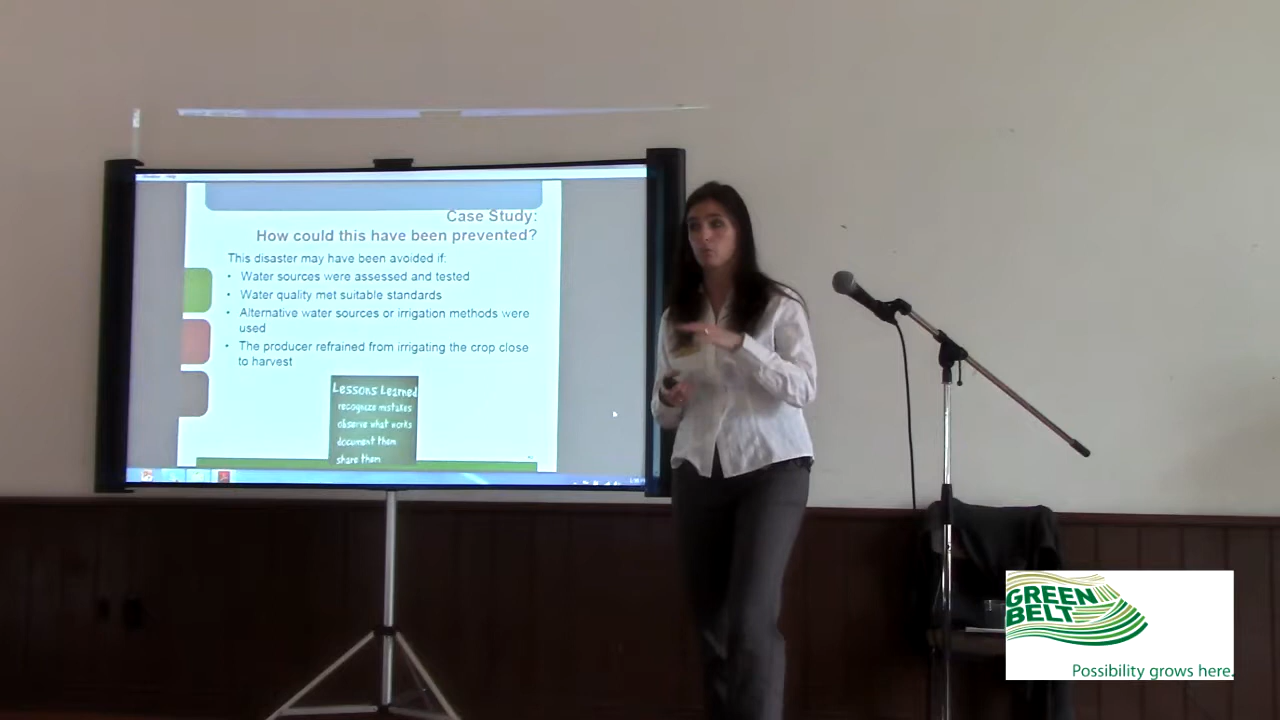 Case Study:
How could this have been prevented?
This disaster may have been avoided if:
• Water sources were assessed and tested
• Water quality met suitable standards
• Alternative water sources or irrigation methods were
used
• The producer refrained from irrigating the crop close
to harvest
Lessons Learned
recognize mistakes
observe what works
document them
share them
GREEN
BELT
Possibility grows here.